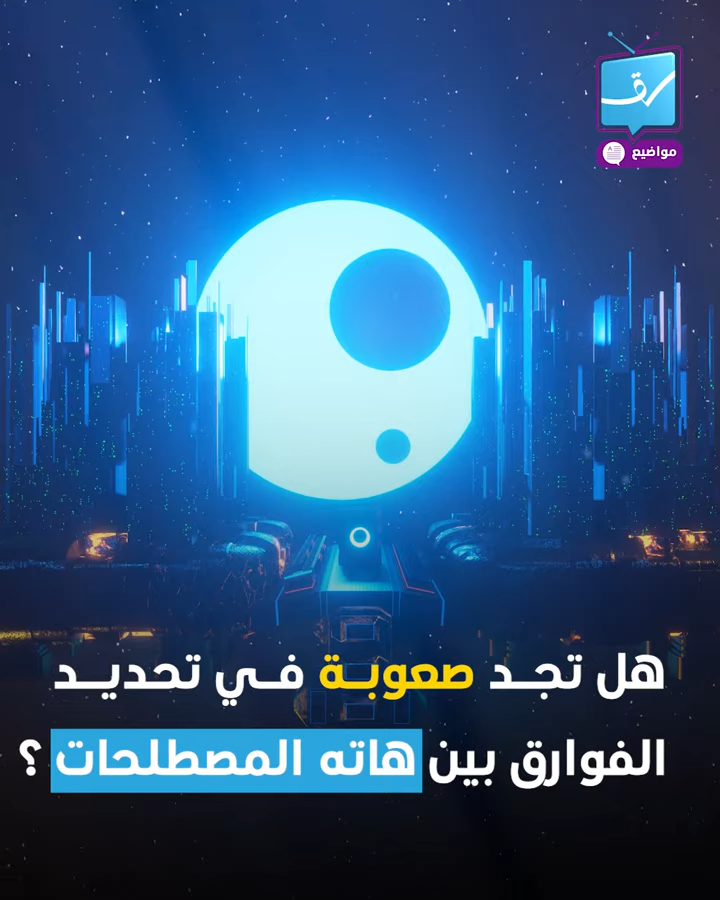 مواضيع
هل تجد صعوبة في تحديد
الفوارق بين هاته المصطلحات ؟